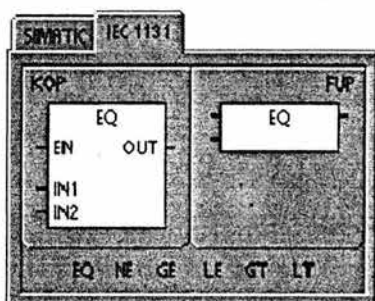 SIMATIC IEC 1131
KOP FUP
EQ EQ
EN OUT
IN1
IN2
EQ NE GE LE GT LT